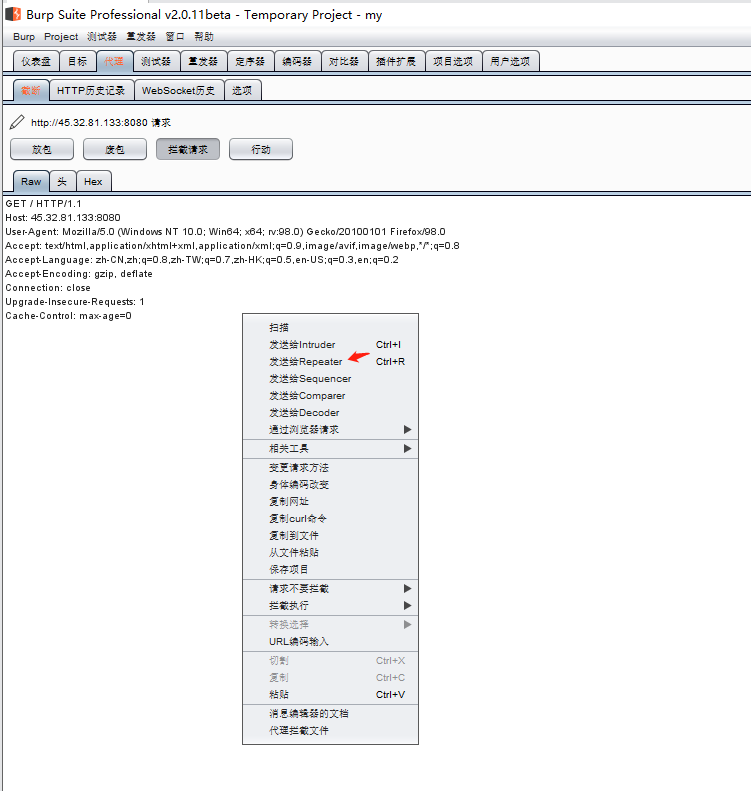 Burp Suite Professional v2.0.11beta - Temporary Project - my
Burp Project 测试器 重发器 窗口 帮助
仪表盘 目标 代理 测试器 重发器 定序器 编码器 对比器 插件扩展 项目选项 用户选项
截断 HTTP历史记录 WebSocket历史 选项
http://45.32.81.133:8080 请求
放包 废包 拦截请求 行动
Raw 头 Hex
GET / HTTP/1.1
Host: 45.32.81.133:8080
User-Agent: Mozilla/5.0 (Windows NT 10.0; Win64; x64; rv:98.0) Gecko/20100101 Firefox/98.0
Accept: text/html,application/xhtml+xml,application/xml;q=0.9,image/avif,image/webp,*/*;q=0.8
Accept-Language: zh-CN,zh;q=0.8,zh-TW;q=0.7,zh-HK;q=0.5,en-US;q=0.3,en;q=0.2
Accept-Encoding: gzip, deflate
Connection: close
Upgrade-Insecure-Requests: 1
Cache-Control: max-age=0
扫描
发送给Intruder Ctrl+I
发送给Repeater Ctrl+R
发送给Sequencer
发送给Comparer
发送给Decoder
通过浏览器请求
相关工具
变更请求方法
身体编码改变
复制网址
复制curl命令
复制到文件
从文件粘贴
保存项目
请求不要拦截
拦截执行
转换选择
URL编码输入
切割 Ctrl+X
复制 Ctrl+C
粘贴 Ctrl+V
消息编辑器的文档
代理拦截文件